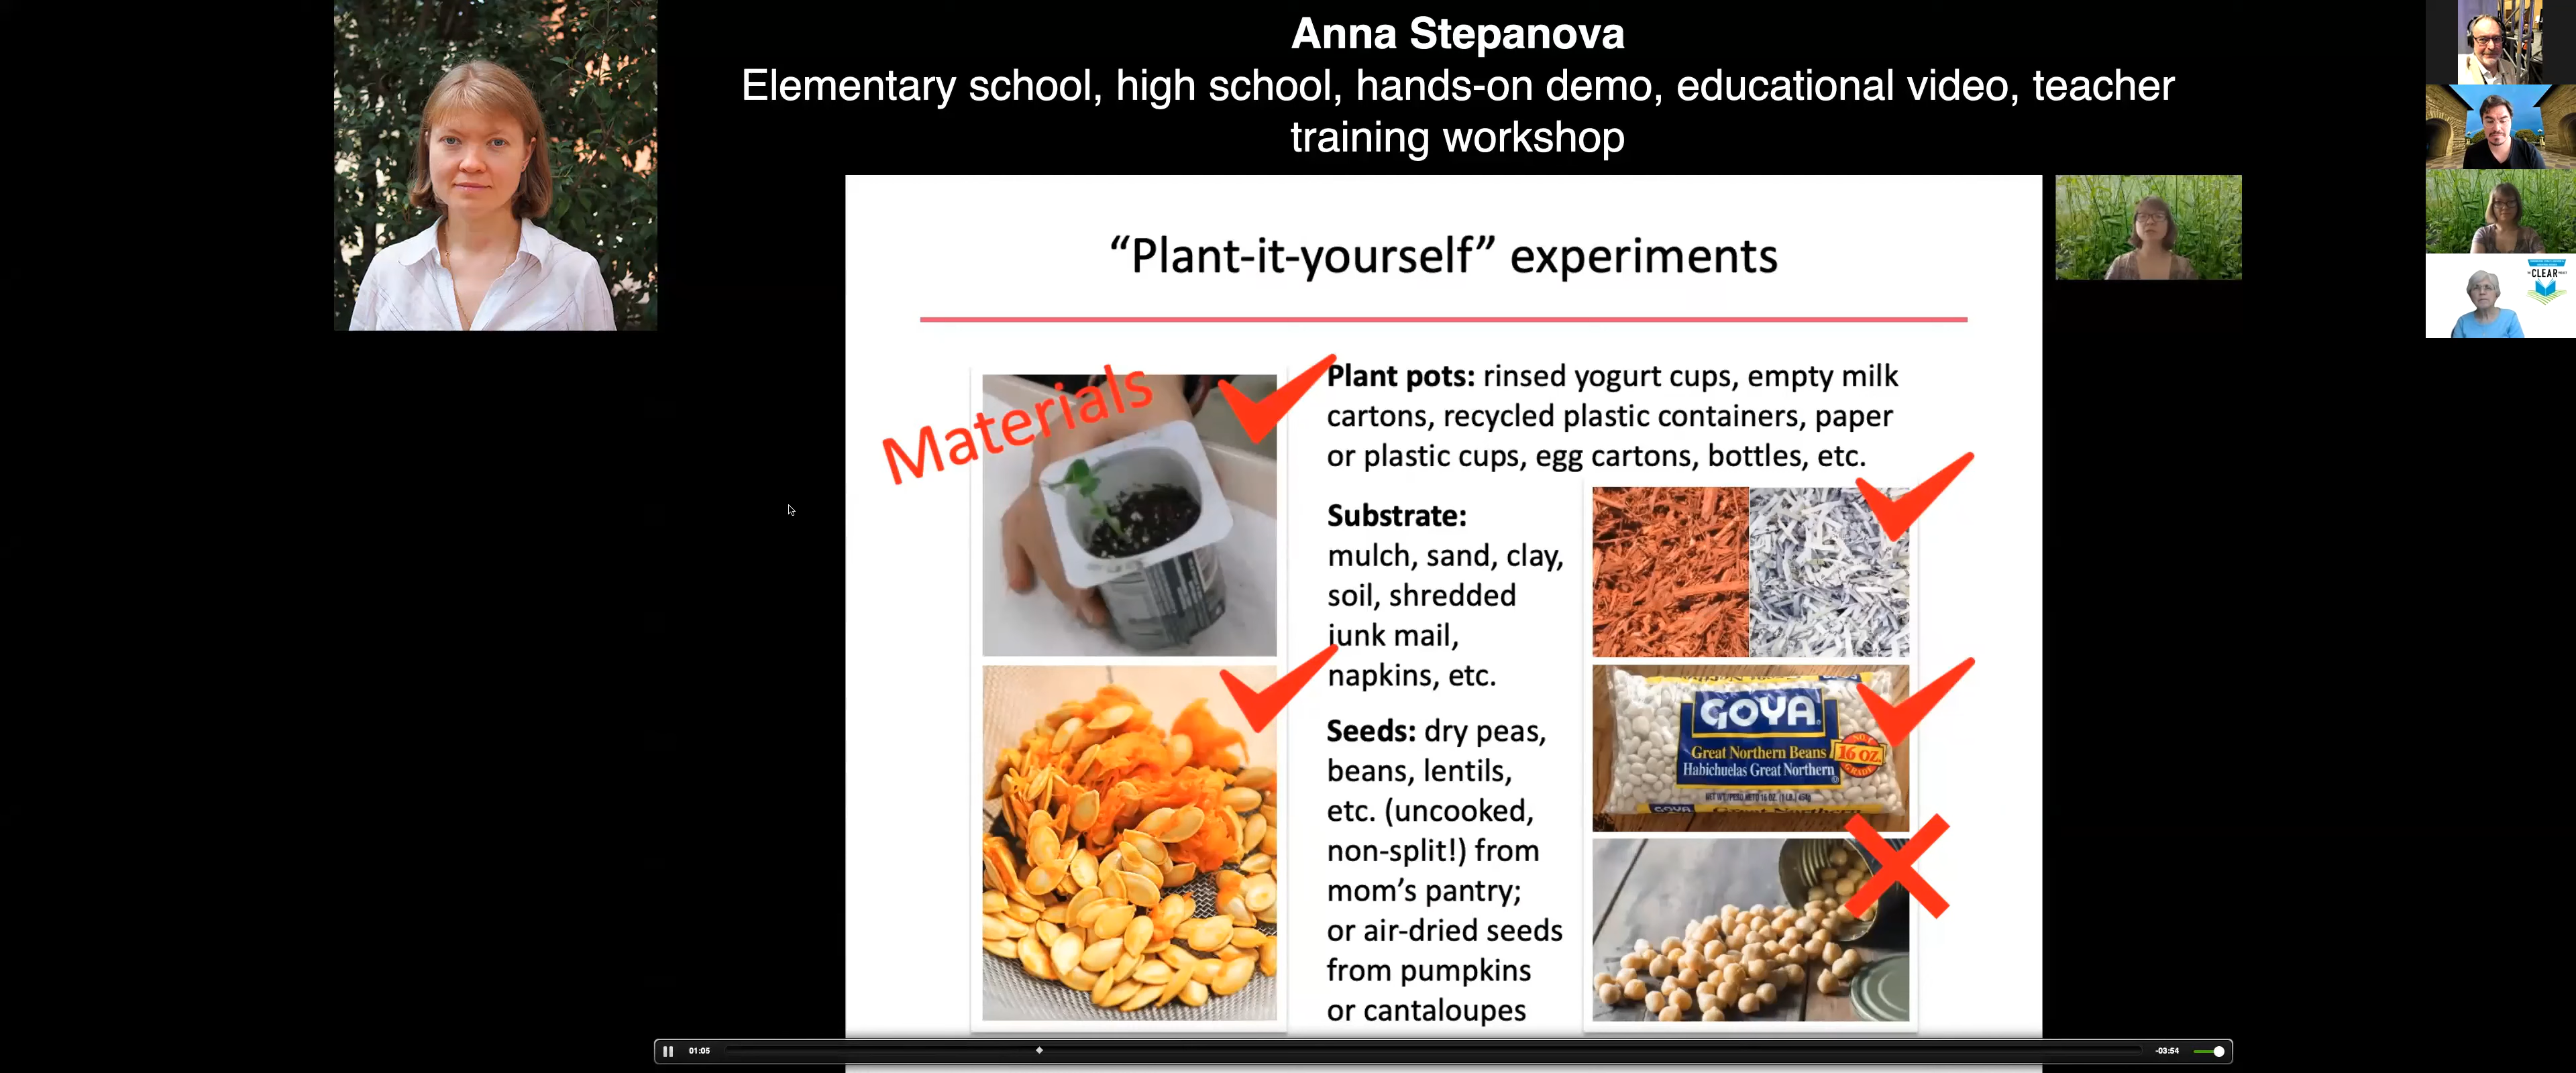 Anna Stepanova
Elementary school, high school, hands-on demo, educational video, teacher
training workshop
“Plant-it-yourself” experiments
Materials
Plant pots: rinsed yogurt cups, empty milk
cartons, recycled plastic containers, paper
or plastic cups, egg cartons, bottles, etc.
Substrate:
mulch, sand, clay,
soil, shredded
junk mail,
napkins, etc.
Seeds: dry peas,
beans, lentils,
etc. (uncooked,
non-split!) from
mom’s pantry;
or air-dried seeds
from pumpkins
or cantaloupes
GOYA
Great Northern Beans
Habichuelas Great Northern
16 OZ.
GRADE
NET WT./PESO NETO 16 OZ. (1 LB.) 454g
GOYA
CLEAR
01:05
-03:54